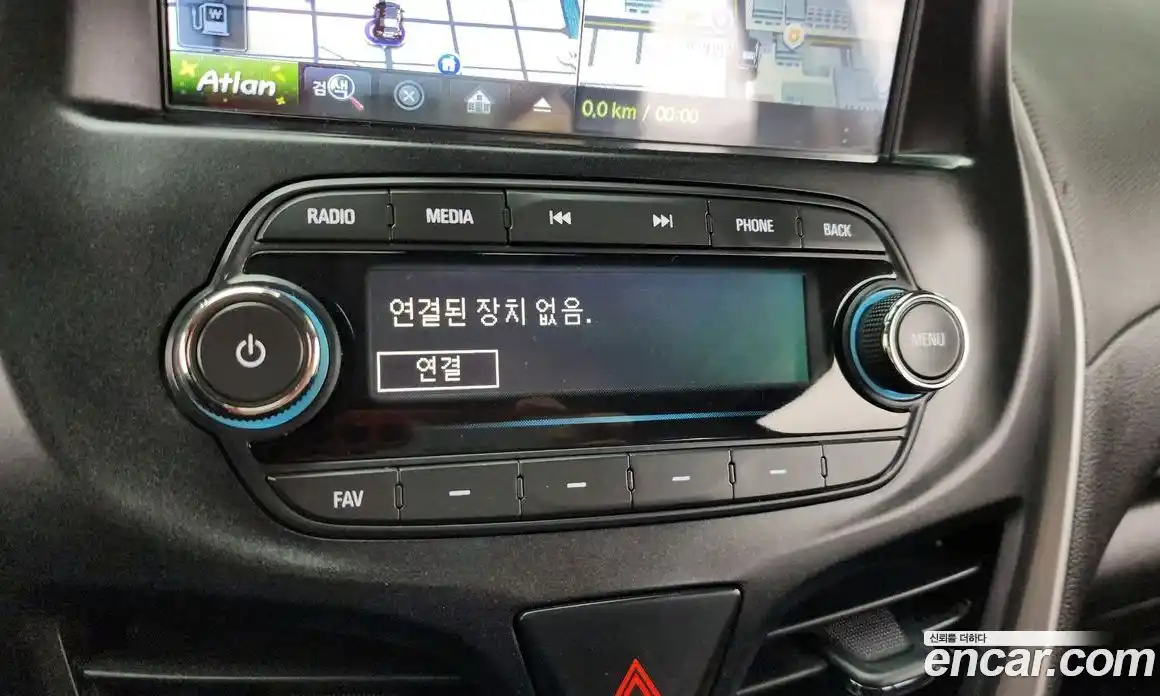 Atlan
검색
0,0 km / 00:00
RADIO
MEDIA
PHONE
BACK
연결된 장치 없음.
연결
MENU
FAV
신뢰를 더하다
encar.com